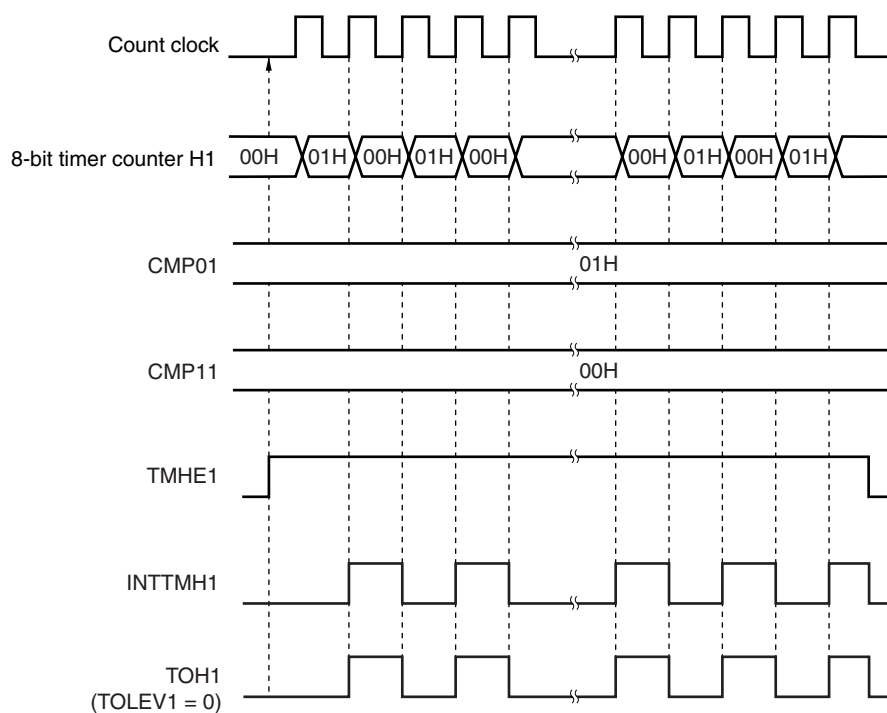 Count clock
8-bit timer counter H1 00H 01H 00H 01H 00H 00H 01H 00H 01H
CMP01 01H
CMP11 00H
TMHE1
INTTMH1
TOH1
(TOLEV1 = 0)